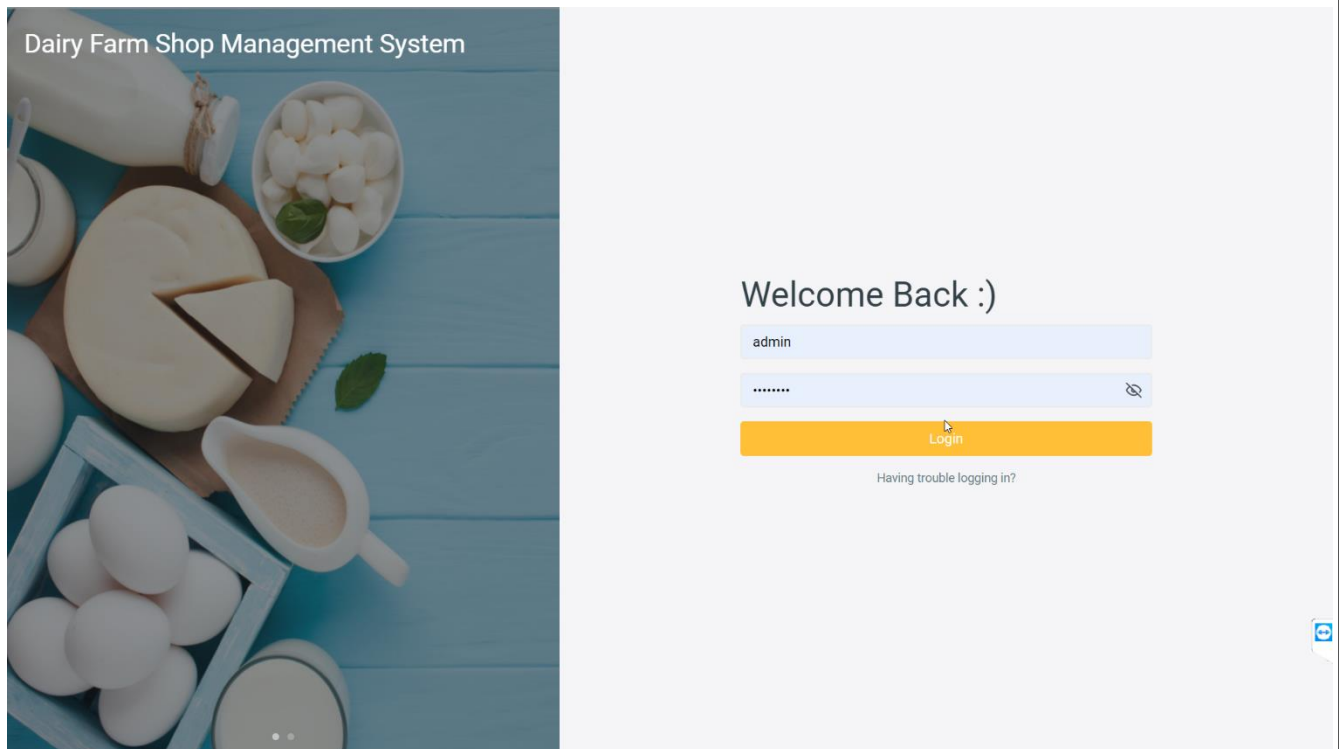 Dairy Farm Shop Management System
Welcome Back :)
admin
••••••••
Login
Having trouble logging in?